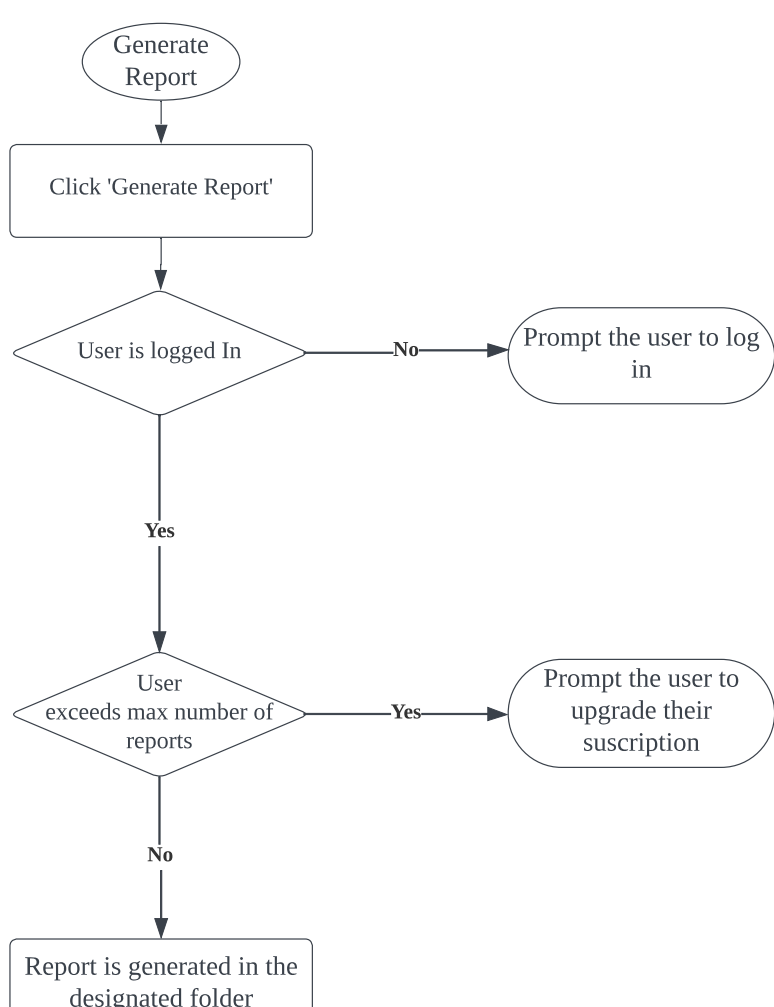 Generate
Report
Click 'Generate Report'
User is logged In
No
Prompt the user to log
in
Yes
User
exceeds max number of
reports
Yes
Prompt the user to
upgrade their
suscription
No
Report is generated in the
designated folder